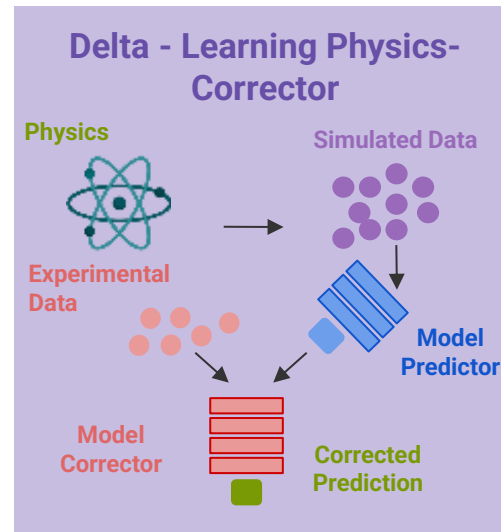 Delta - Learning Physics-
Corrector
Physics
Simulated Data
Experimental
Data
Model
Predictor
Model
Corrector
Corrected
Prediction